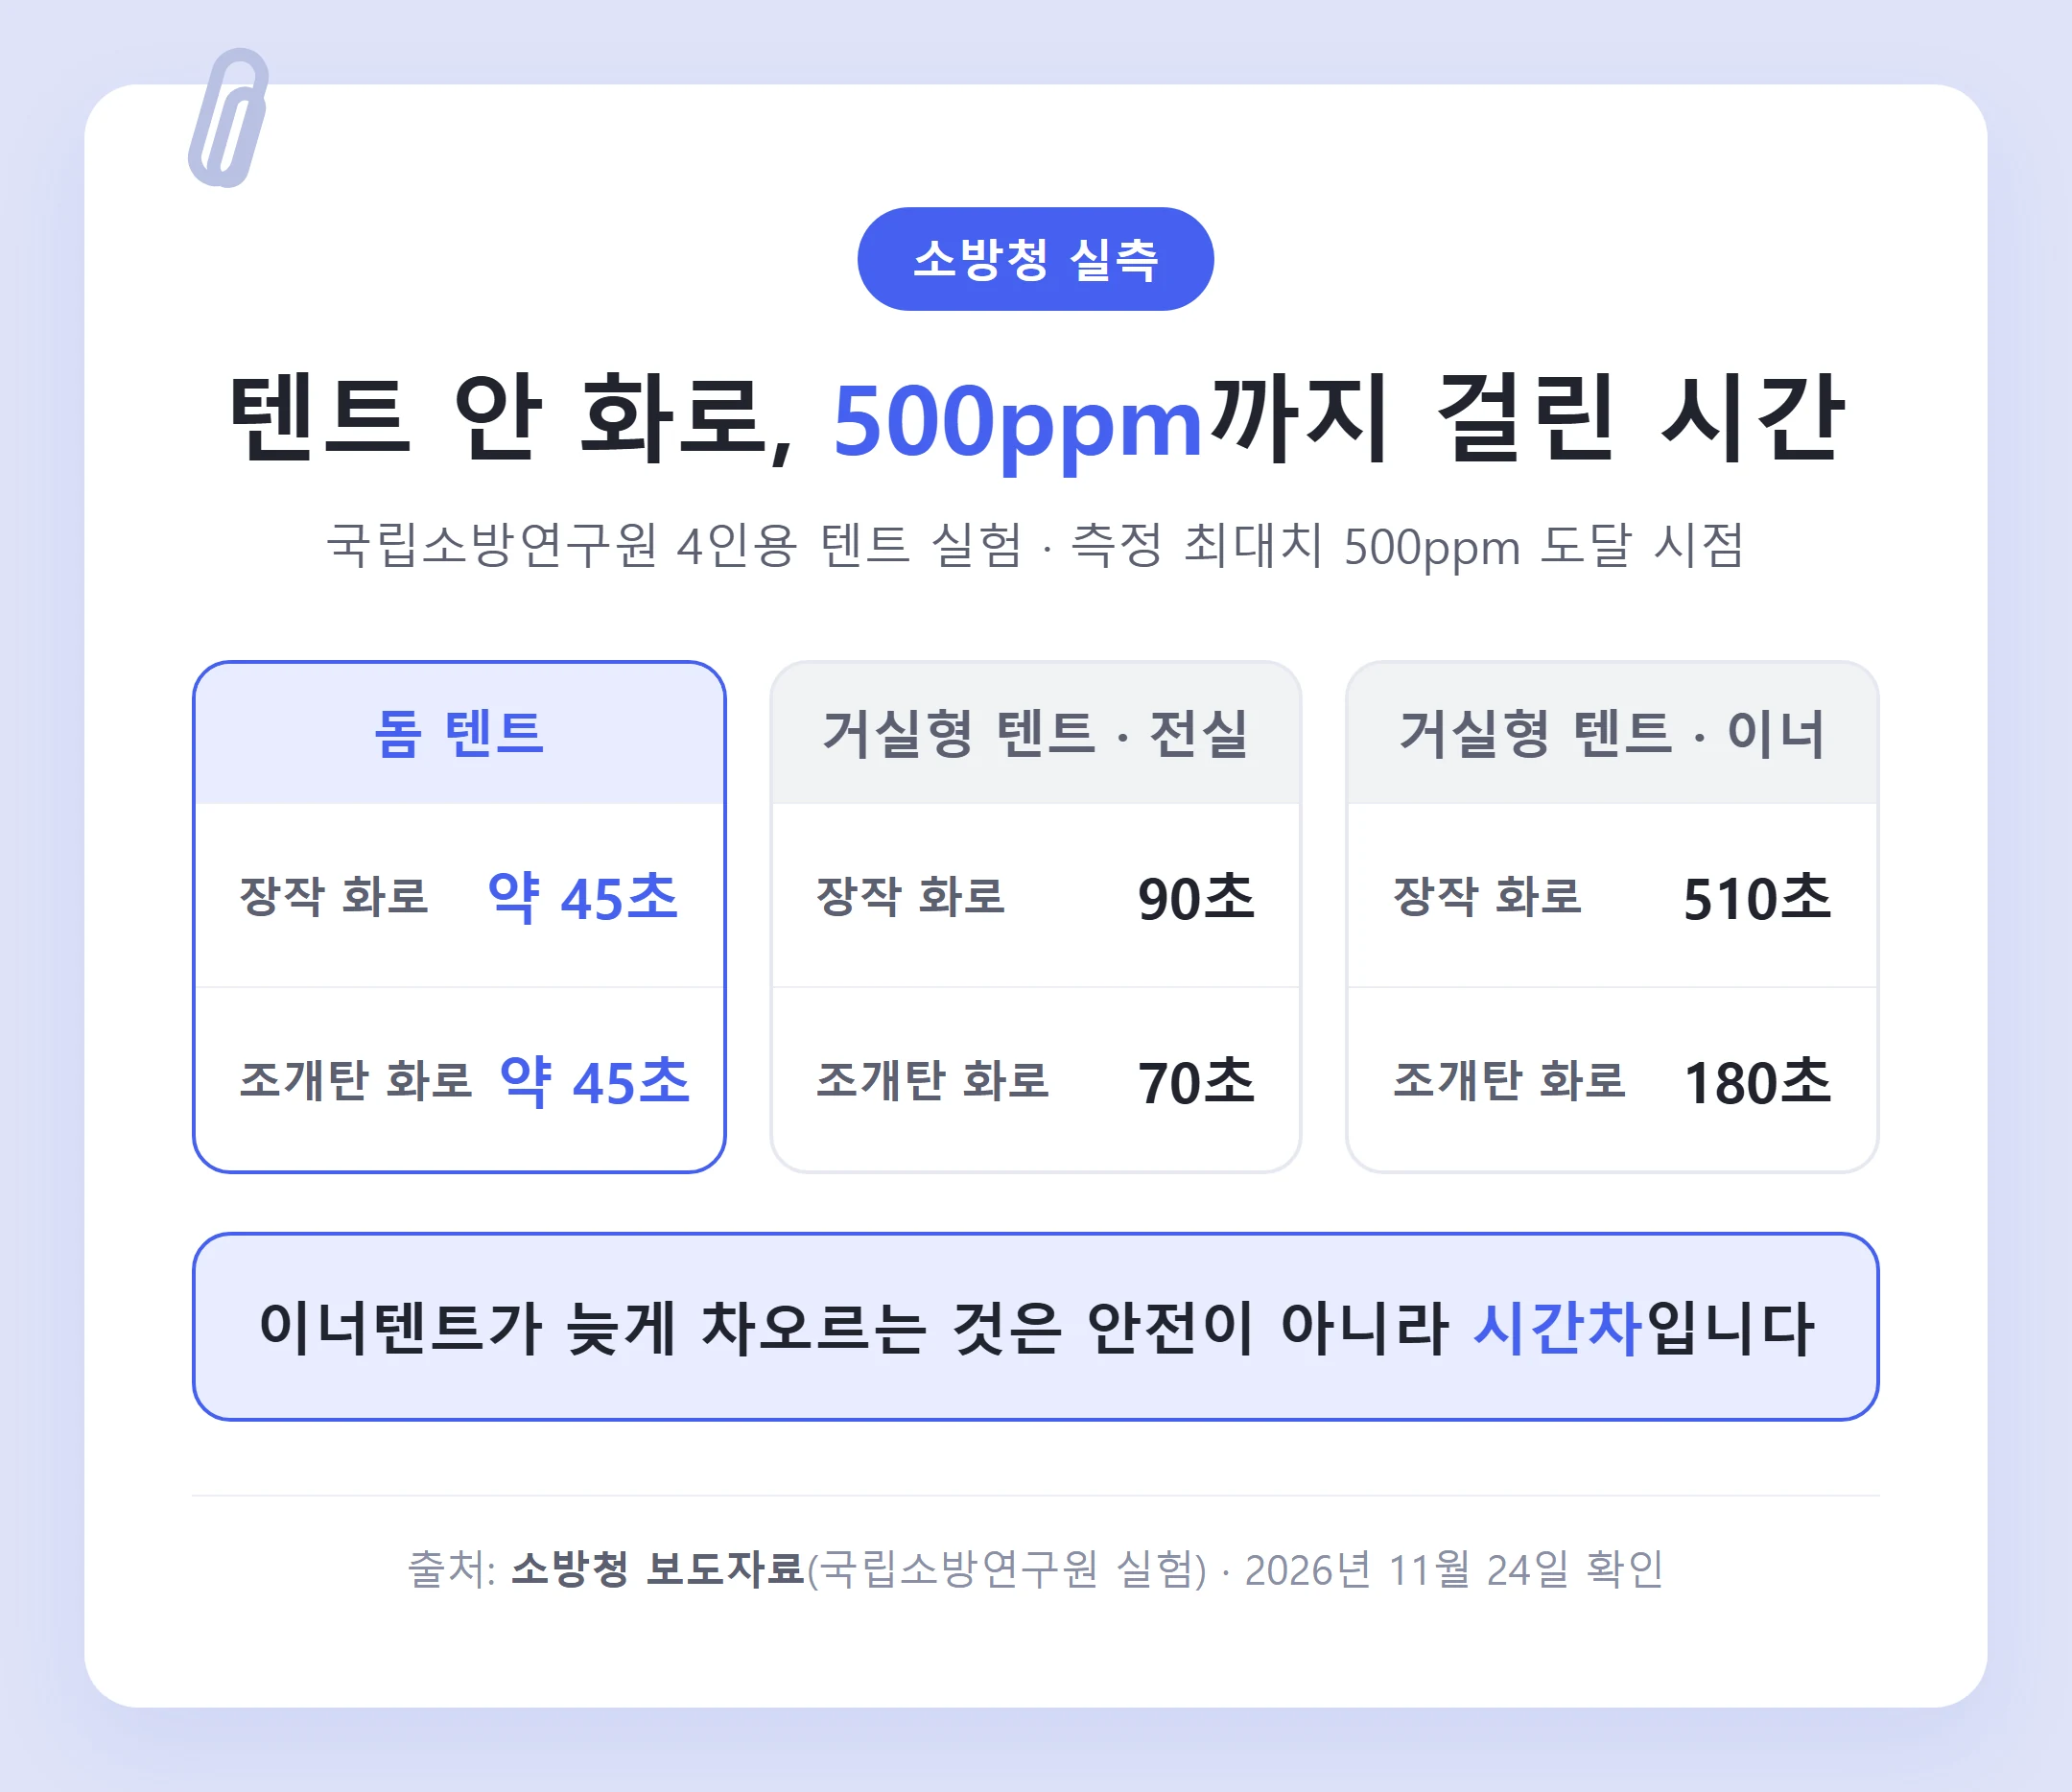 소방청 실측
텐트 안 화로, 500ppm까지 걸린 시간
국립소방연구원 4인용 텐트 실험 · 측정 최대치 500ppm 도달 시점
돔 텐트
장작 화로 약 45초
조개탄 화로 약 45초
거실형 텐트 · 전실
장작 화로 90초
조개탄 화로 70초
거실형 텐트 · 이너
장작 화로 510초
조개탄 화로 180초
이너텐트가 늦게 차오르는 것은 안전이 아니라 시간차입니다
출처: 소방청 보도자료(국립소방연구원 실험) · 2026년 11월 24일 확인